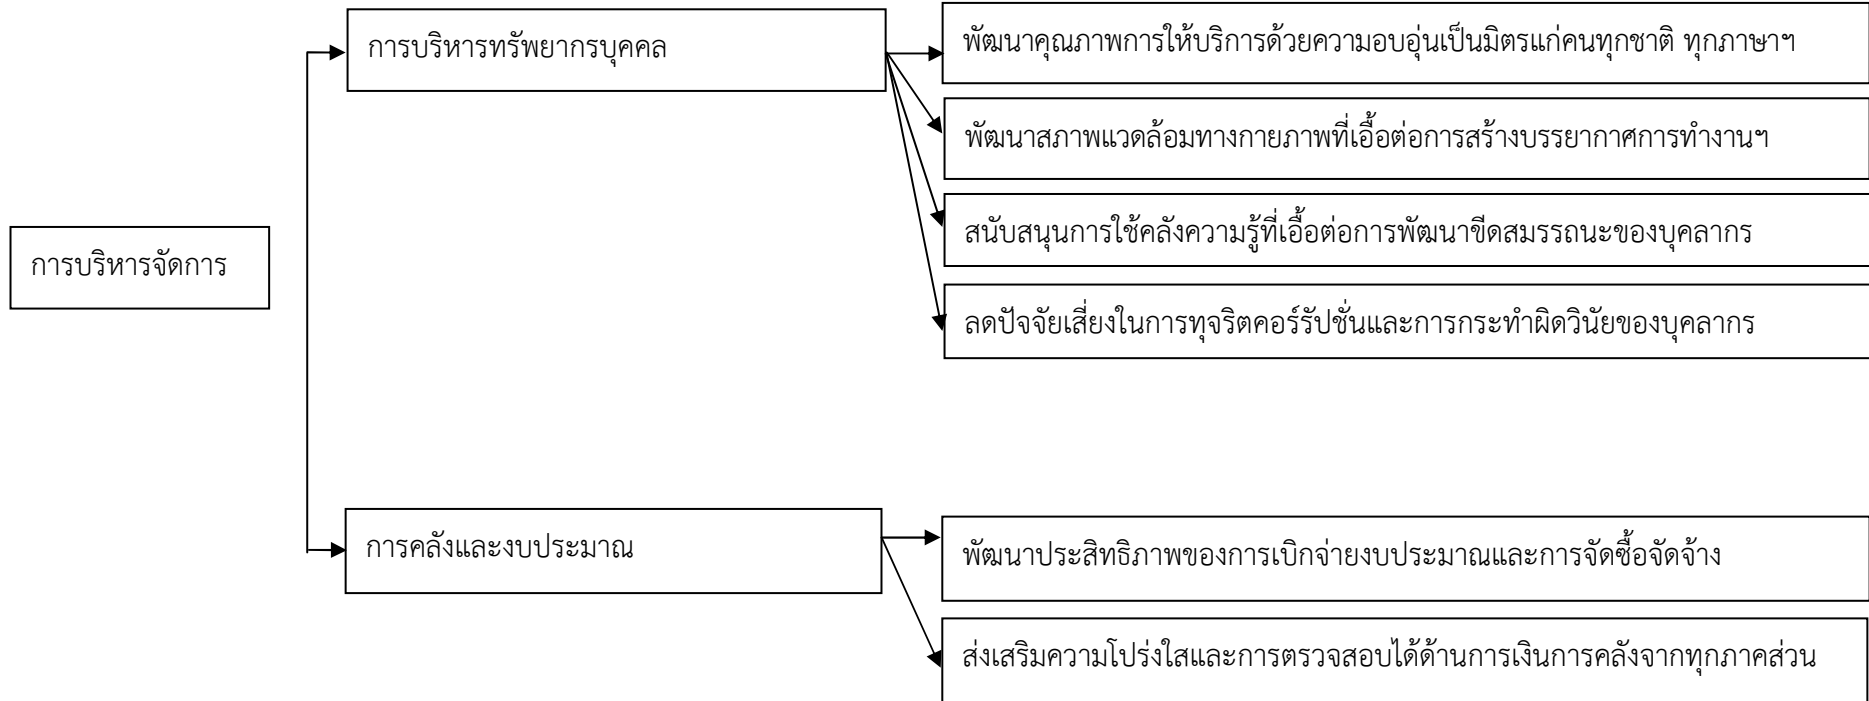 การบริหารจัดการ
การบริหารทรัพยากรบุคคล
พัฒนาคุณภาพการให้บริการด้วยความอบอุ่นเป็นมิตรแก่คนทุกชาติ ทุกภาษาฯ
พัฒนาสภาพแวดล้อมทางกายภาพที่เอื้อต่อการสร้างบรรยากาศการทำงานฯ
สนับสนุนการใช้คลังความรู้ที่เอื้อต่อการพัฒนาขีดสมรรถนะของบุคลากร
ลดปัจจัยเสี่ยงในการทุจริตคอร์รัปชั่นและการกระทำผิดวินัยของบุคลากร
การคลังและงบประมาณ
พัฒนาประสิทธิภาพของการเบิกจ่ายงบประมาณและการจัดซื้อจัดจ้าง
ส่งเสริมความโปร่งใสและการตรวจสอบได้ด้านการเงินการคลังจากทุกภาคส่วน